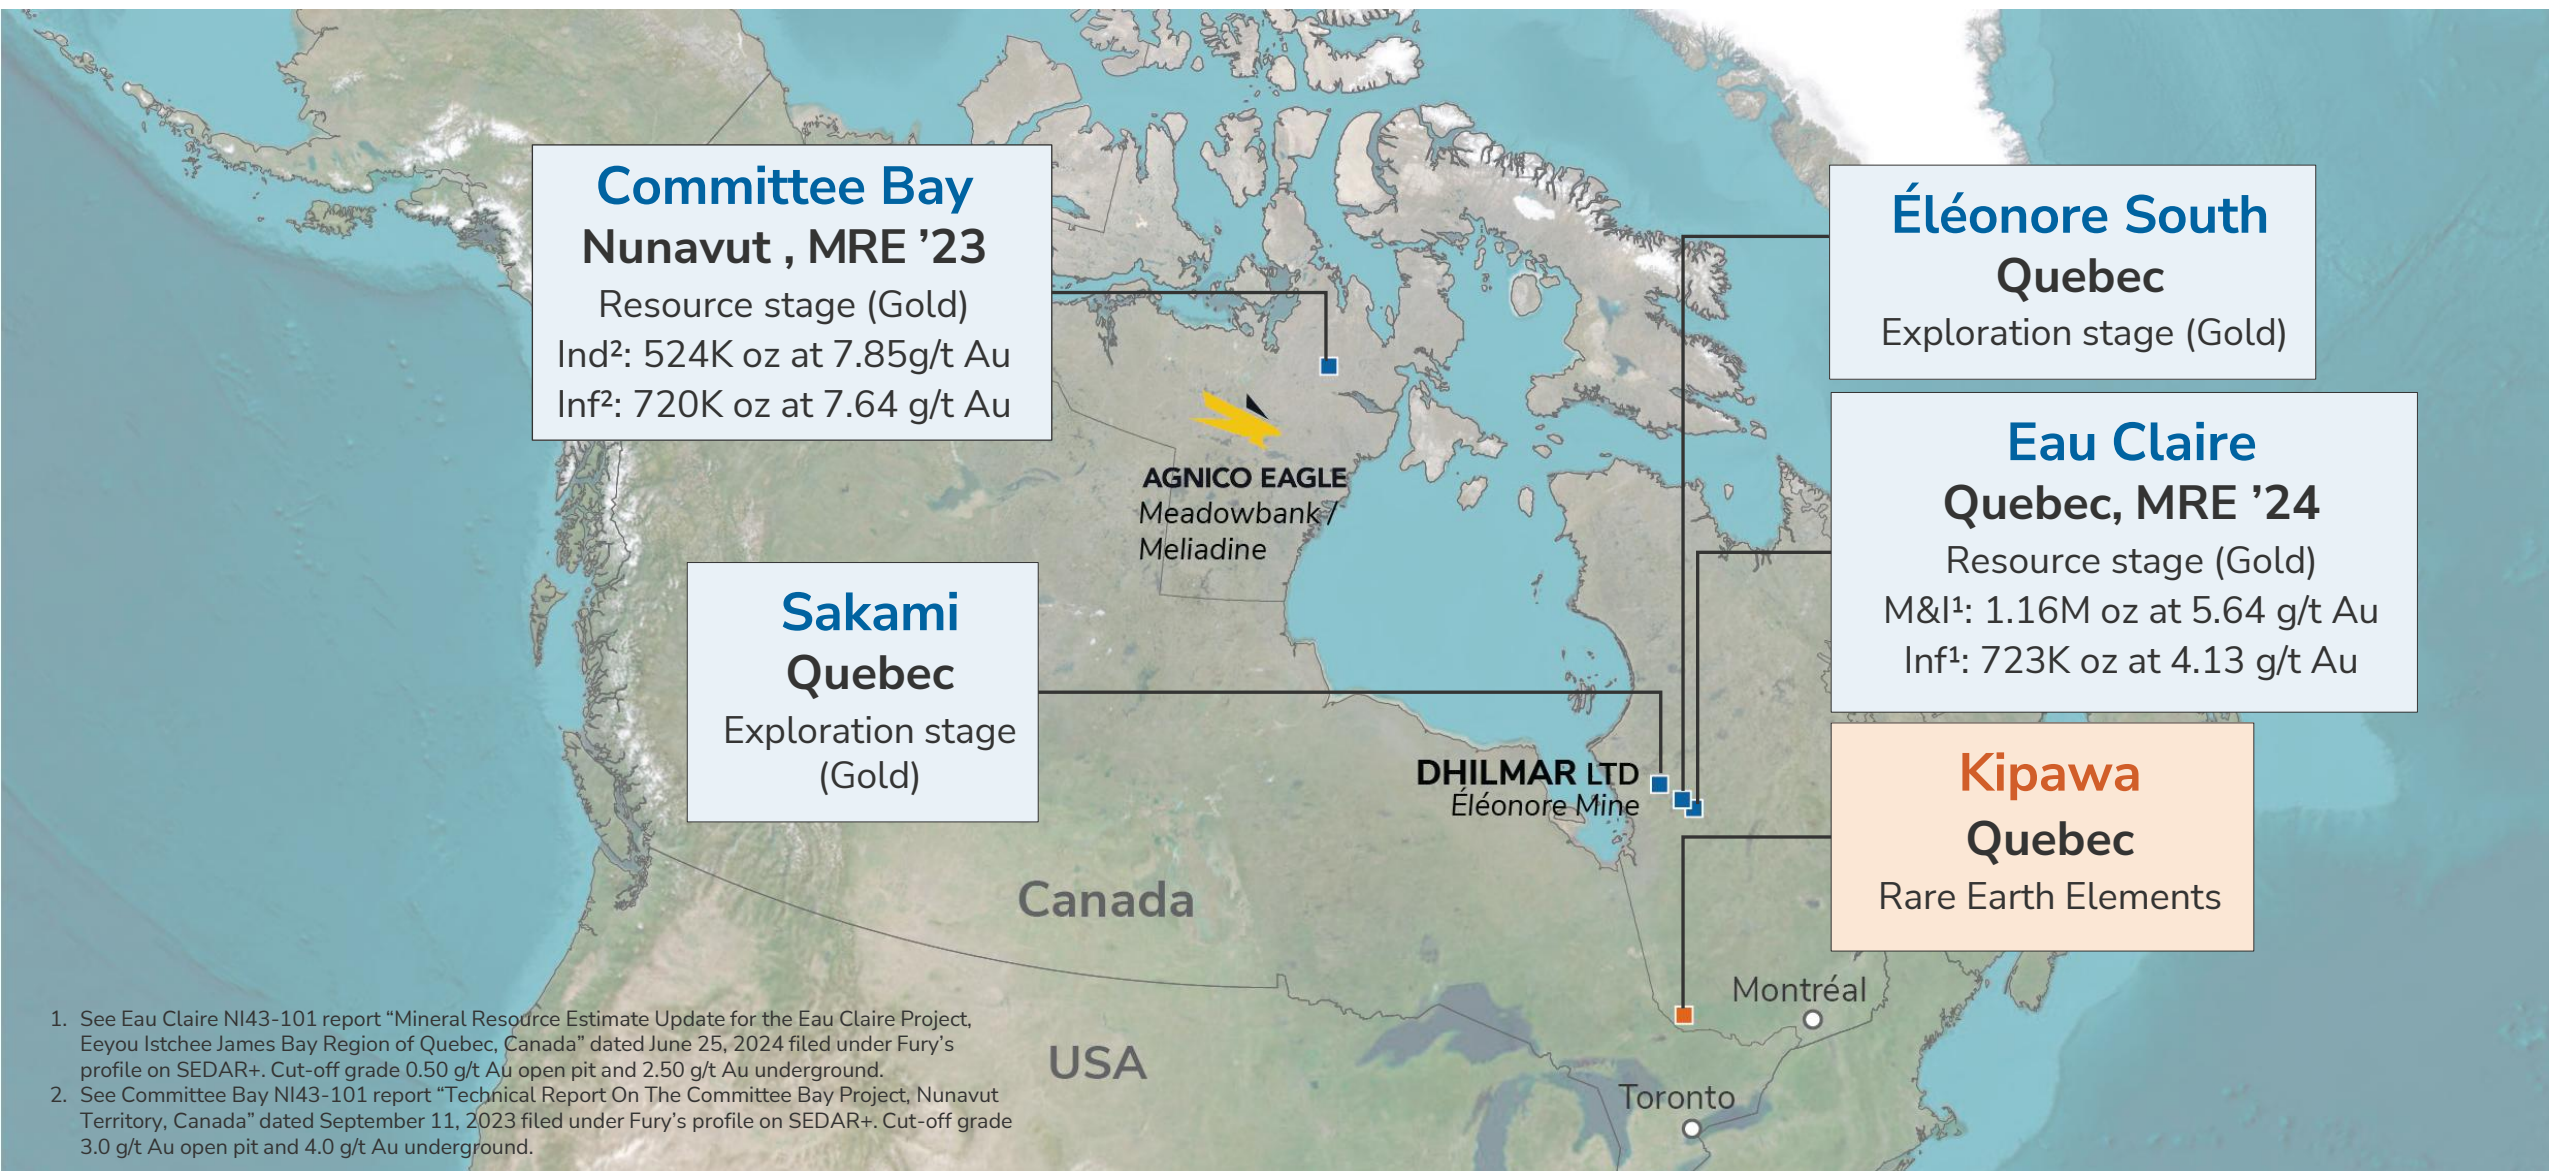 Committee Bay
Nunavut , MRE ’23
Resource stage (Gold)
Ind²: 524K oz at 7.85g/t Au
Inf²: 720K oz at 7.64 g/t Au
Éléonore South
Quebec
Exploration stage (Gold)
Eau Claire
Quebec, MRE ’24
Resource stage (Gold)
M&I¹: 1.16M oz at 5.64 g/t Au
Inf¹: 723K oz at 4.13 g/t Au
AGNICO EAGLE
Meadowbank /
Meliadine
Sakami
Quebec
Exploration stage
(Gold)
DHILMAR LTD
Éléonore Mine
Kipawa
Quebec
Rare Earth Elements
Canada
USA
Montréal
Toronto
1. See Eau Claire NI43-101 report “Mineral Resource Estimate Update for the Eau Claire Project,
Eeyou Istchee James Bay Region of Quebec, Canada” dated June 25, 2024 filed under Fury’s
profile on SEDAR+. Cut-off grade 0.50 g/t Au open pit and 2.50 g/t Au underground.
2. See Committee Bay NI43-101 report “Technical Report On The Committee Bay Project, Nunavut
Territory, Canada” dated September 11, 2023 filed under Fury’s profile on SEDAR+. Cut-off grade
3.0 g/t Au open pit and 4.0 g/t Au underground.